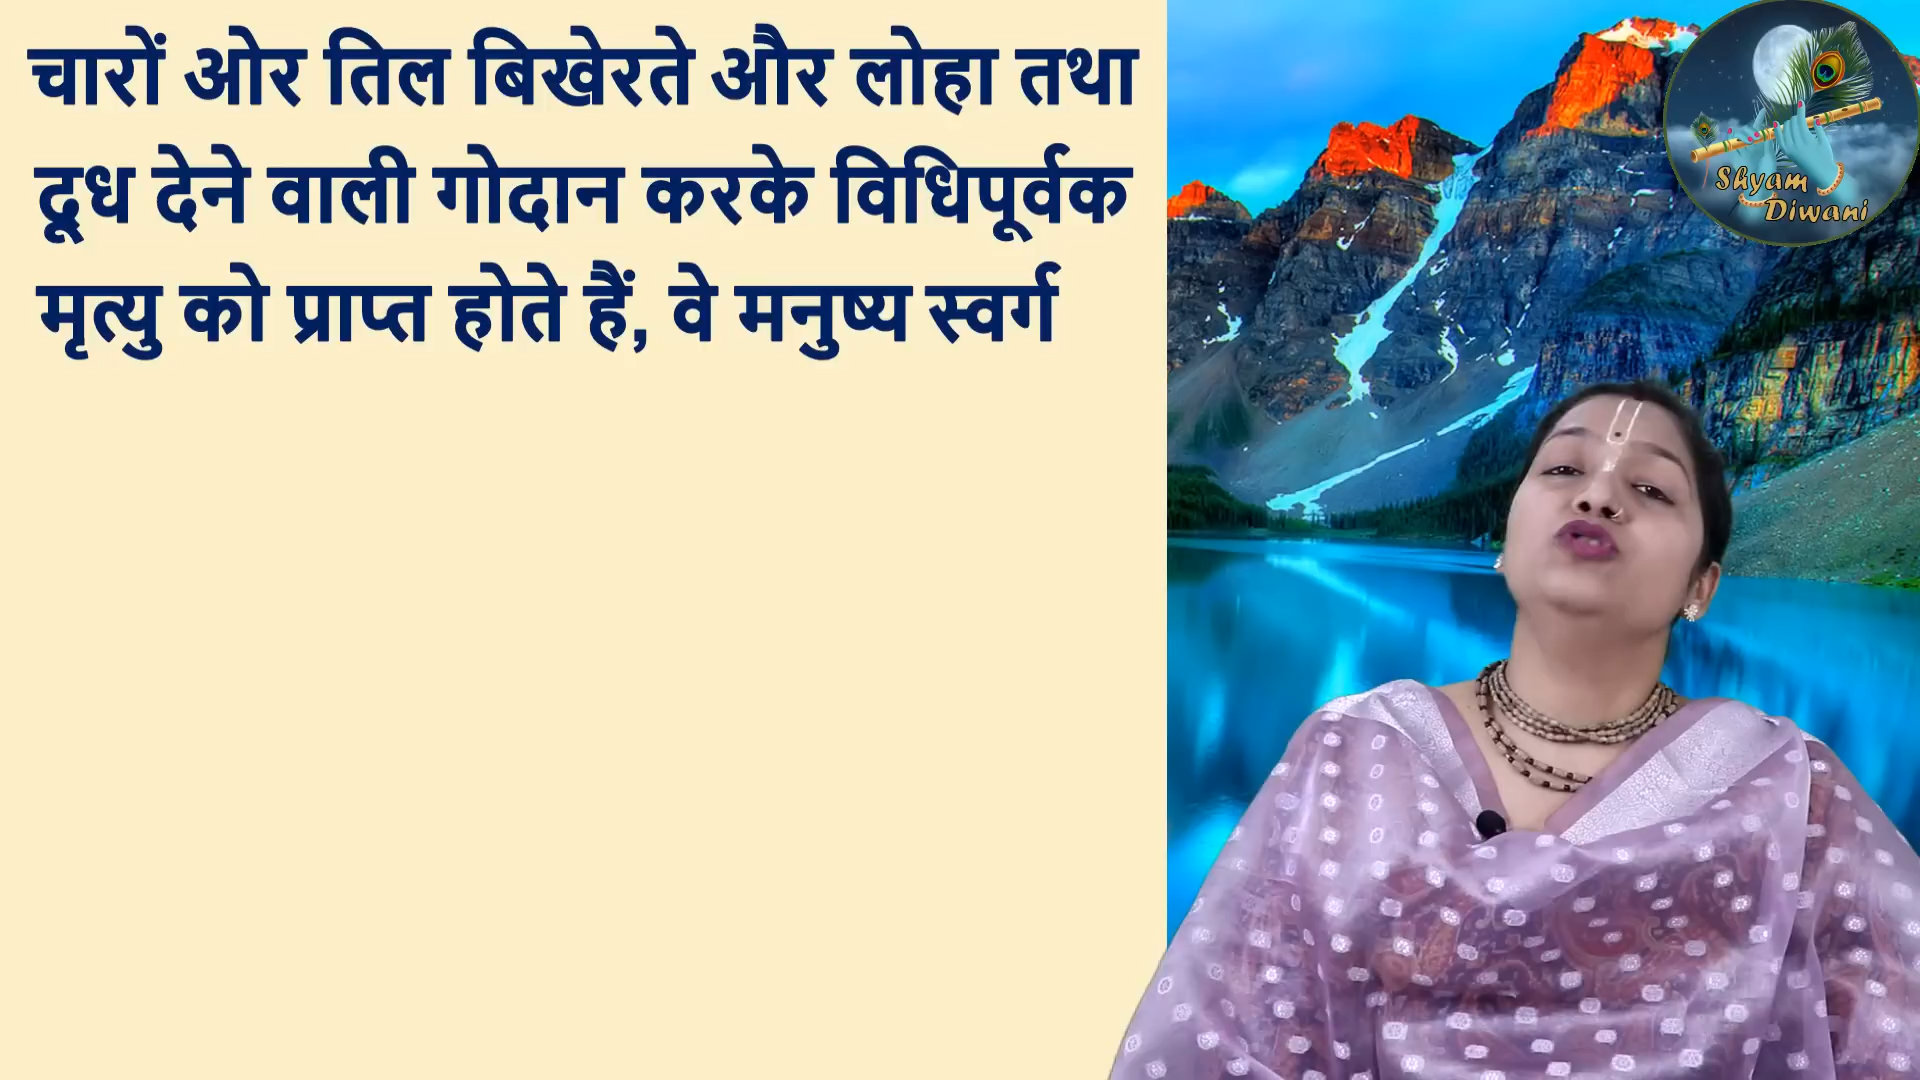 चारों ओर तिल बिखेरते और लोहा तथा
दूध देने वाली गोदान करके विधिपूर्वक
मृत्यु को प्राप्त होते हैं, वे मनुष्य स्वर्ग
Shyam
Diwani